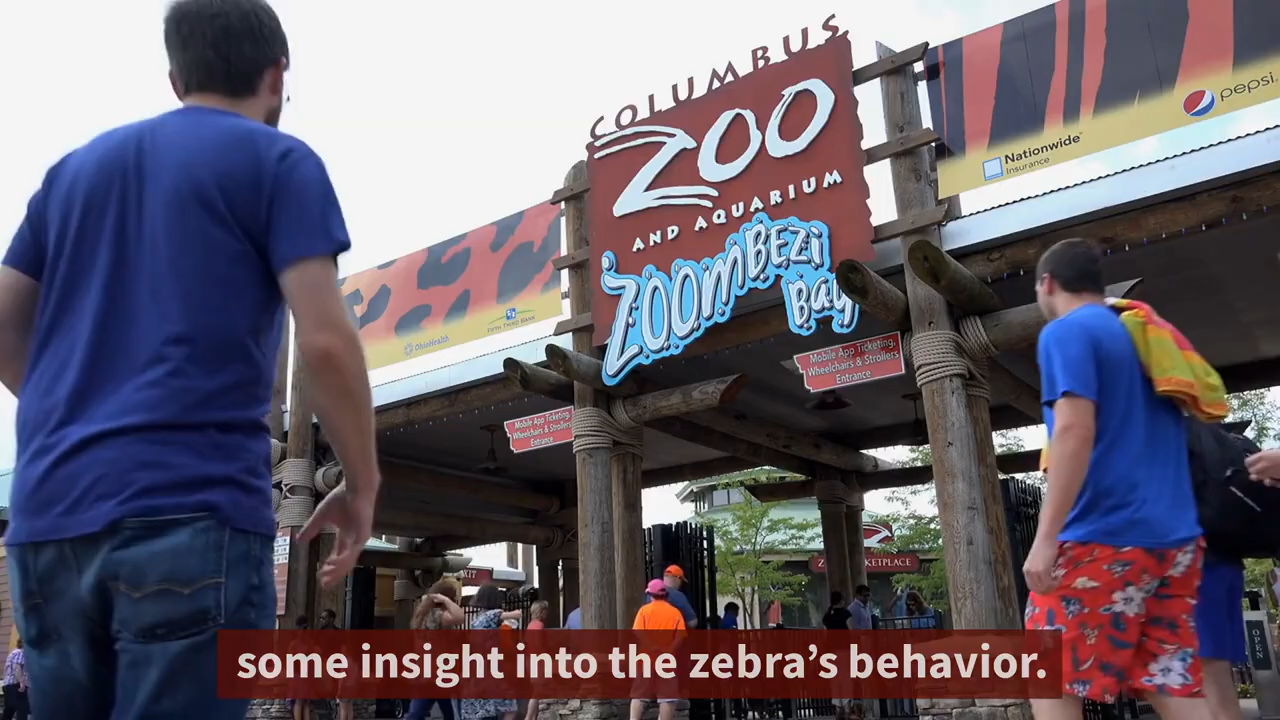 COLUMBUS
ZOO
AND AQUARIUM
ZOOMBEZI
BAY
Nationwide
Insurance
pepsi
OhioHealth
FIFTH THIRD BANK
Mobile App Ticketing,
Wheelchairs & Strollers
Entrance
Mobile App Ticketing,
Wheelchairs & Strollers
Entrance
OPEN
some insight into the zebra’s behavior.